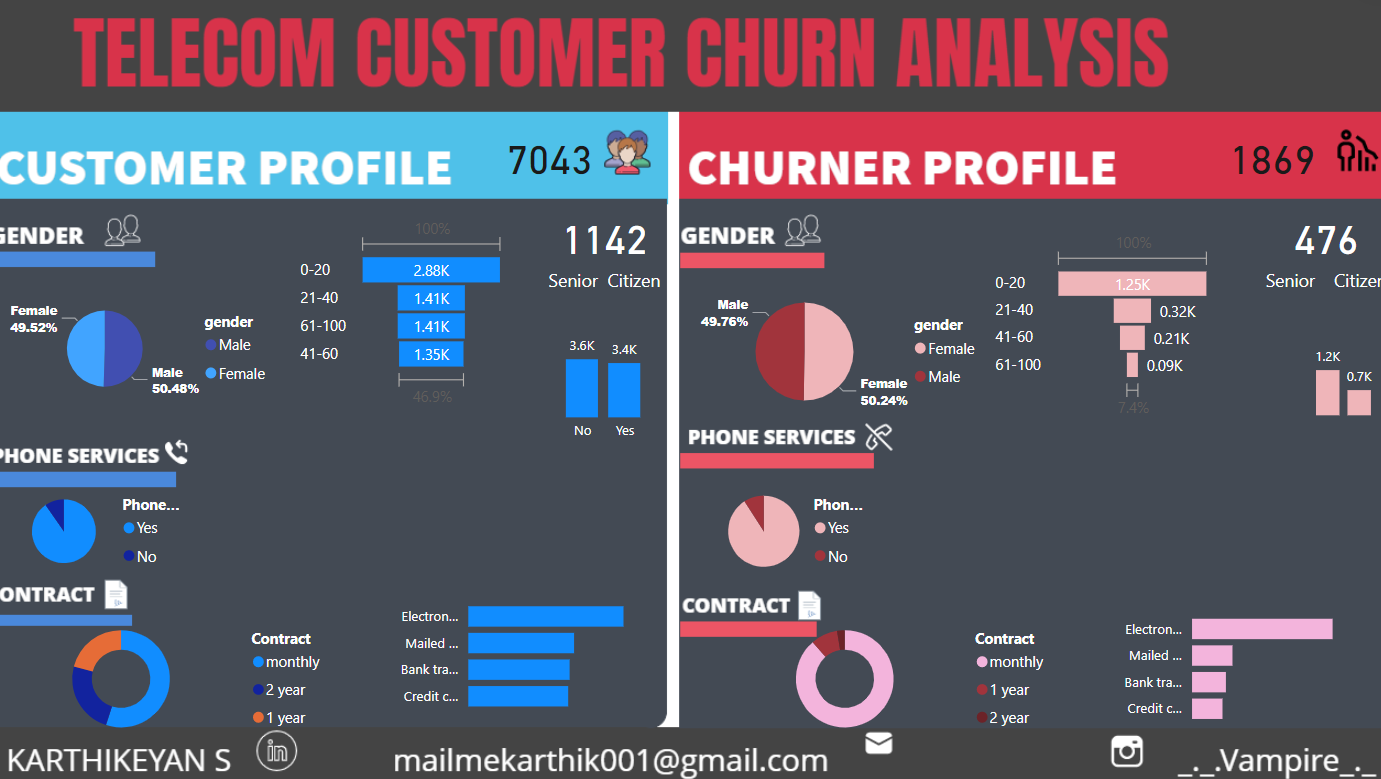 TELECOM CUSTOMER CHURN ANALYSIS
CUSTOMER PROFILE
7043
GENDER
1142
Senior Citizen
100%
0-20
2.88K
21-40
1.41K
61-100
1.41K
41-60
1.35K
46.9%
Female
49.52%
Male
50.48%
gender
Male
Female
3.6K
3.4K
No
Yes
PHONE SERVICES
Phone...
Yes
No
ONTRACT
Contract
monthly
2 year
1 year
Electron...
Mailed ...
Bank tra...
Credit c...
CHURNER PROFILE
1869
GENDER
476
Senior Citizen
100%
0-20
1.25K
21-40
0.32K
41-60
0.21K
61-100
0.09K
7.4%
Male
49.76%
Female
50.24%
gender
Female
Male
1.2K
0.7K
PHONE SERVICES
Phon...
Yes
No
CONTRACT
Contract
monthly
1 year
2 year
Electron...
Mailed ...
Bank tra...
Credit c...
KARTHIKEYAN S
in
mailmekarthik001@gmail.com
_._.Vampire_._